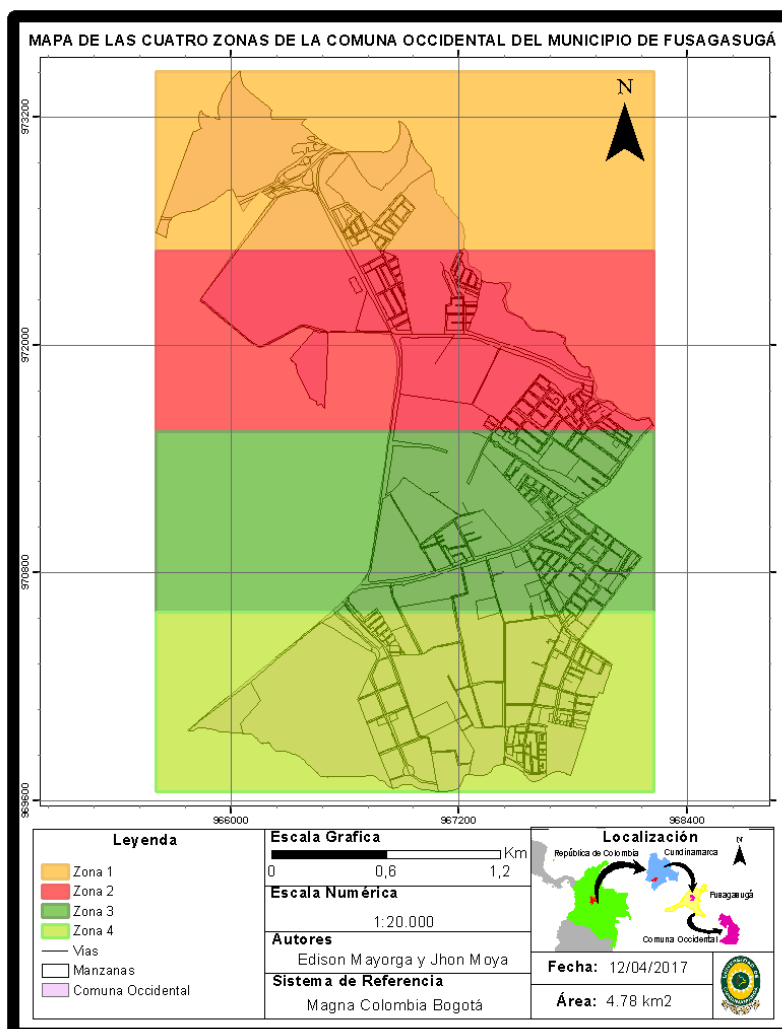 MAPA DE LAS CUATRO ZONAS DE LA COMUNA OCCIDENTAL DEL MUNICIPIO DE FUSAGASUGÁ
N
973200
972000
970800
969600
966000
967200
968400
Leyenda
Zona 1
Zona 2
Zona 3
Zona 4
Vias
Manzanas
Comuna Occidental
Escala Grafica
Km
0
0,6
1,2
Escala Numérica
1:20.000
Autores
Edison Mayorga y Jhon Moya
Sistema de Referencia
Magna Colombia Bogotá
Localización
N
República de Colombia
Cundinamarca
Fusagasugá
Comuna Occidental
Fecha: 12/04/2017
Área: 4.78 km2